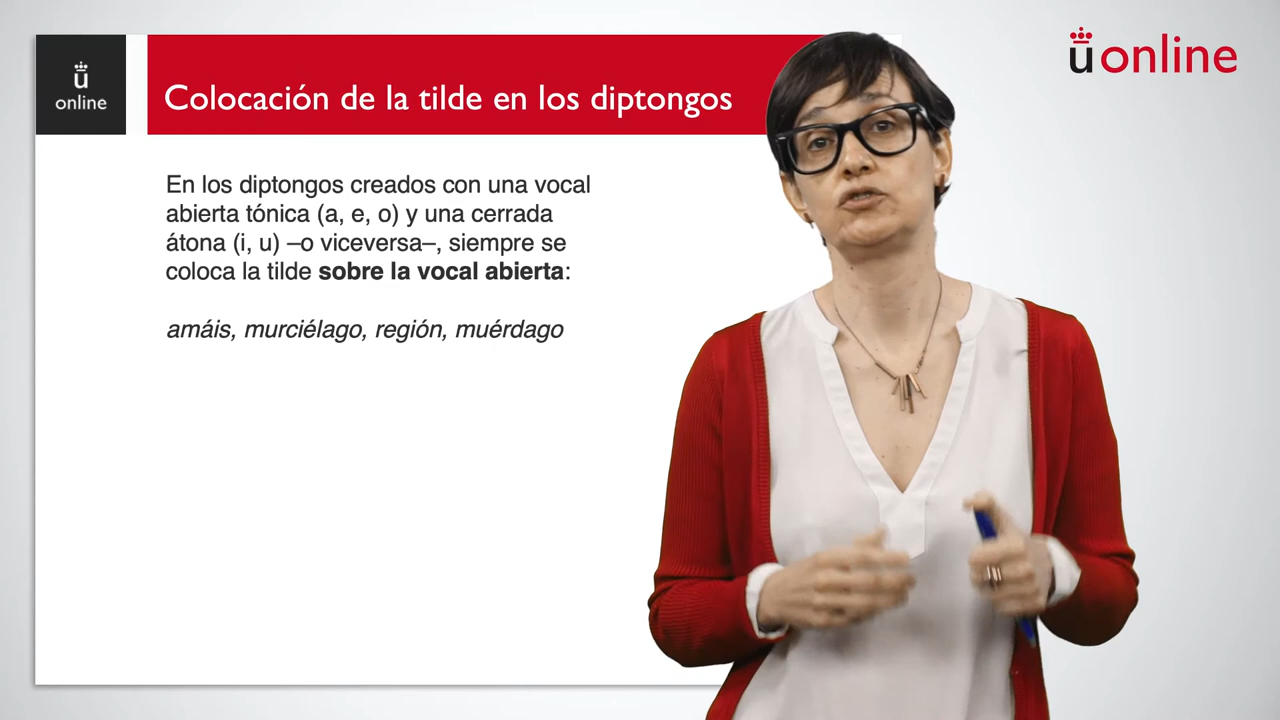 ü
online
Colocación de la tilde en los diptongos
üonline
En los diptongos creados con una vocal
abierta tónica (a, e, o) y una cerrada
átona (i, u) –o viceversa–, siempre se
coloca la tilde sobre la vocal abierta:
amáis, murciélago, región, muérdago